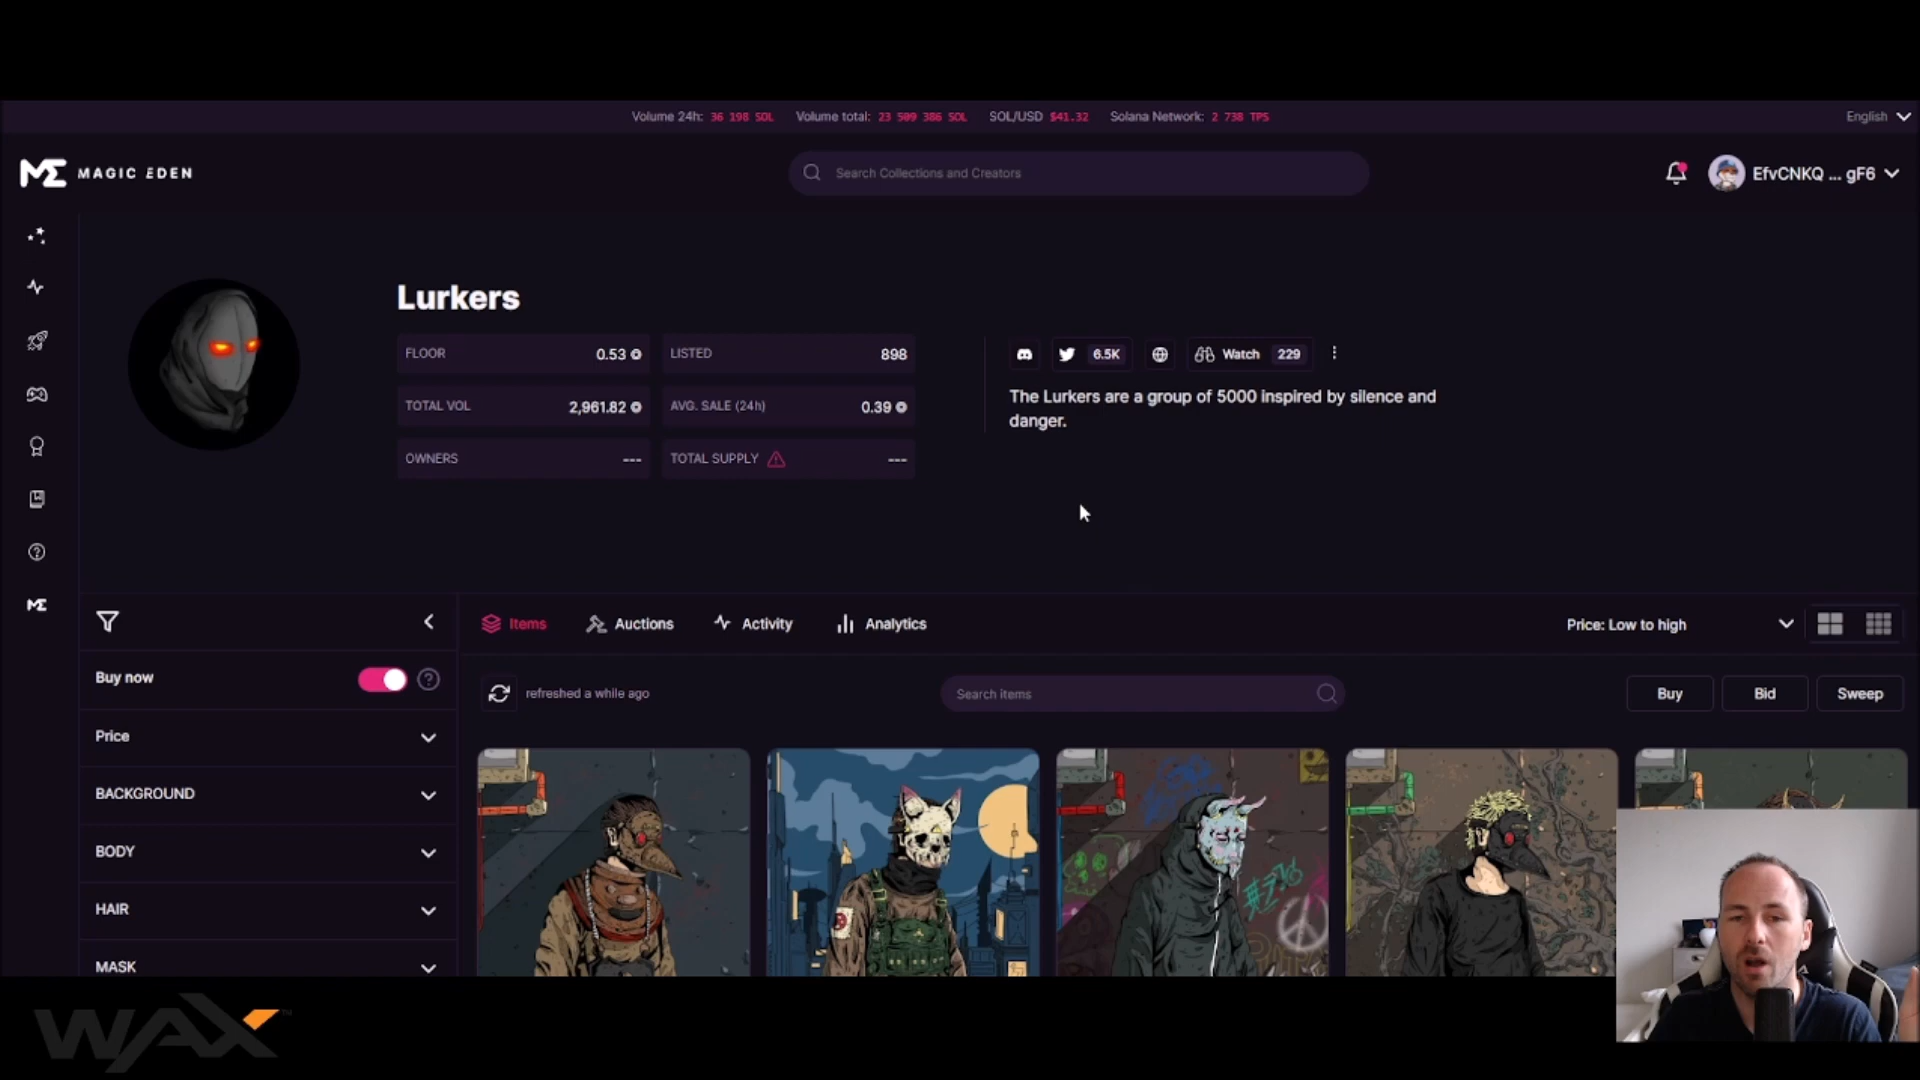 Volume 24h: 36 198 SOL Volume total: 23 509 386 SOL SOL/USD $41.32 Solana Network: 2 738 TPS English
ME MAGIC EDEN Search Collections and Creators EfvCNKQ ... gF6
Lurkers
FLOOR 0.53 LISTED 898
6.5K Watch 229
TOTAL VOL 2,961.82 AVG. SALE (24h) 0.39
The Lurkers are a group of 5000 inspired by silence and
danger.
OWNERS --- TOTAL SUPPLY ---
ME
Items Auctions Activity Analytics Price: Low to high
Buy now
refreshed a while ago Search items Buy Bid Sweep
Price
BACKGROUND
BODY
HAIR
MASK
WAX™